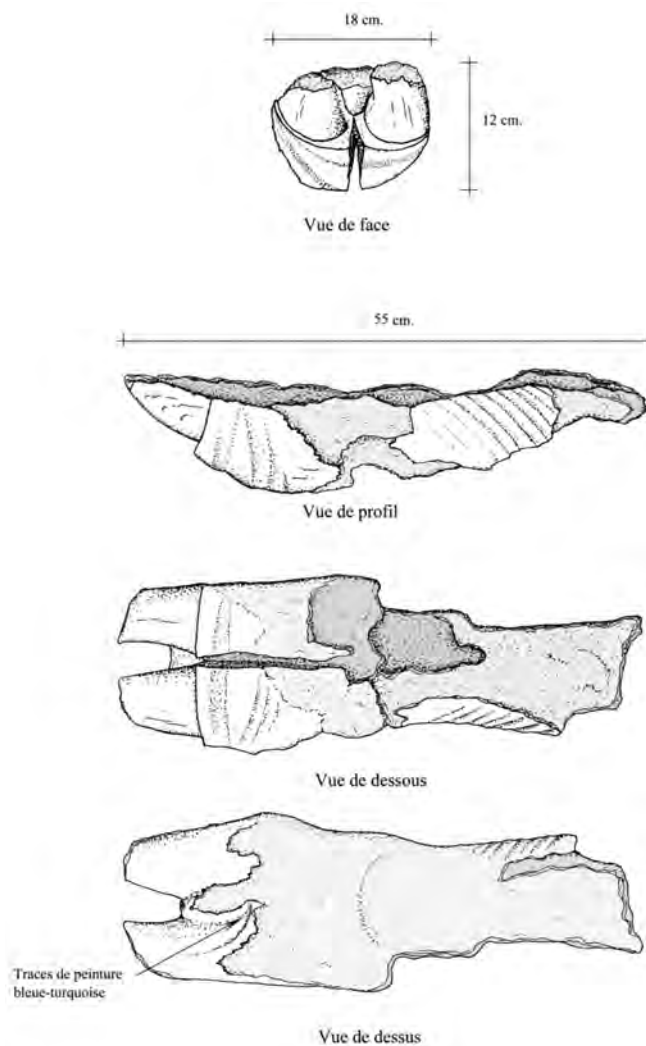 18 cm.
12 cm.
Vue de face
55 cm.
Vue de profil
Vue de dessous
Traces de peinture
bleue-turquoise
Vue de dessus